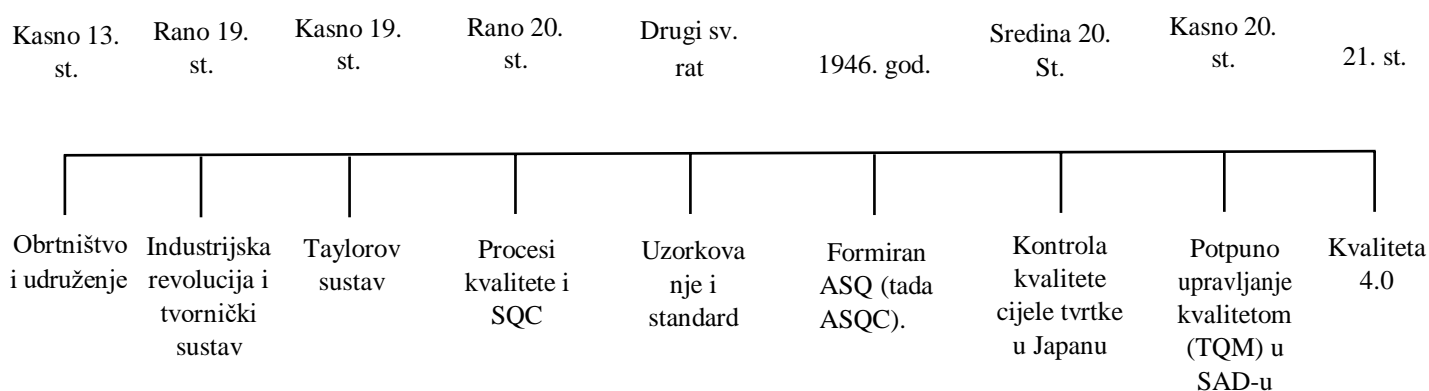 Kasno 13.
st.
Rano 19.
st.
Kasno 19.
st.
Rano 20.
st.
Drugi sv.
rat
1946. god.
Sredina 20.
St.
Kasno 20.
st.
21. st.
Obrtništvo
i udruženje
Industrijska
revolucija i
tvornički
sustav
Taylorov
sustav
Procesi
kvalitete i
SQC
Uzorkova
nje i
standard
Formiran
ASQ (tada
ASQC).
Kontrola
kvalitete
cijele tvrtke
u Japanu
Potpuno
upravljanje
kvalitetom
(TQM) u
SAD-u
Kvaliteta
4.0